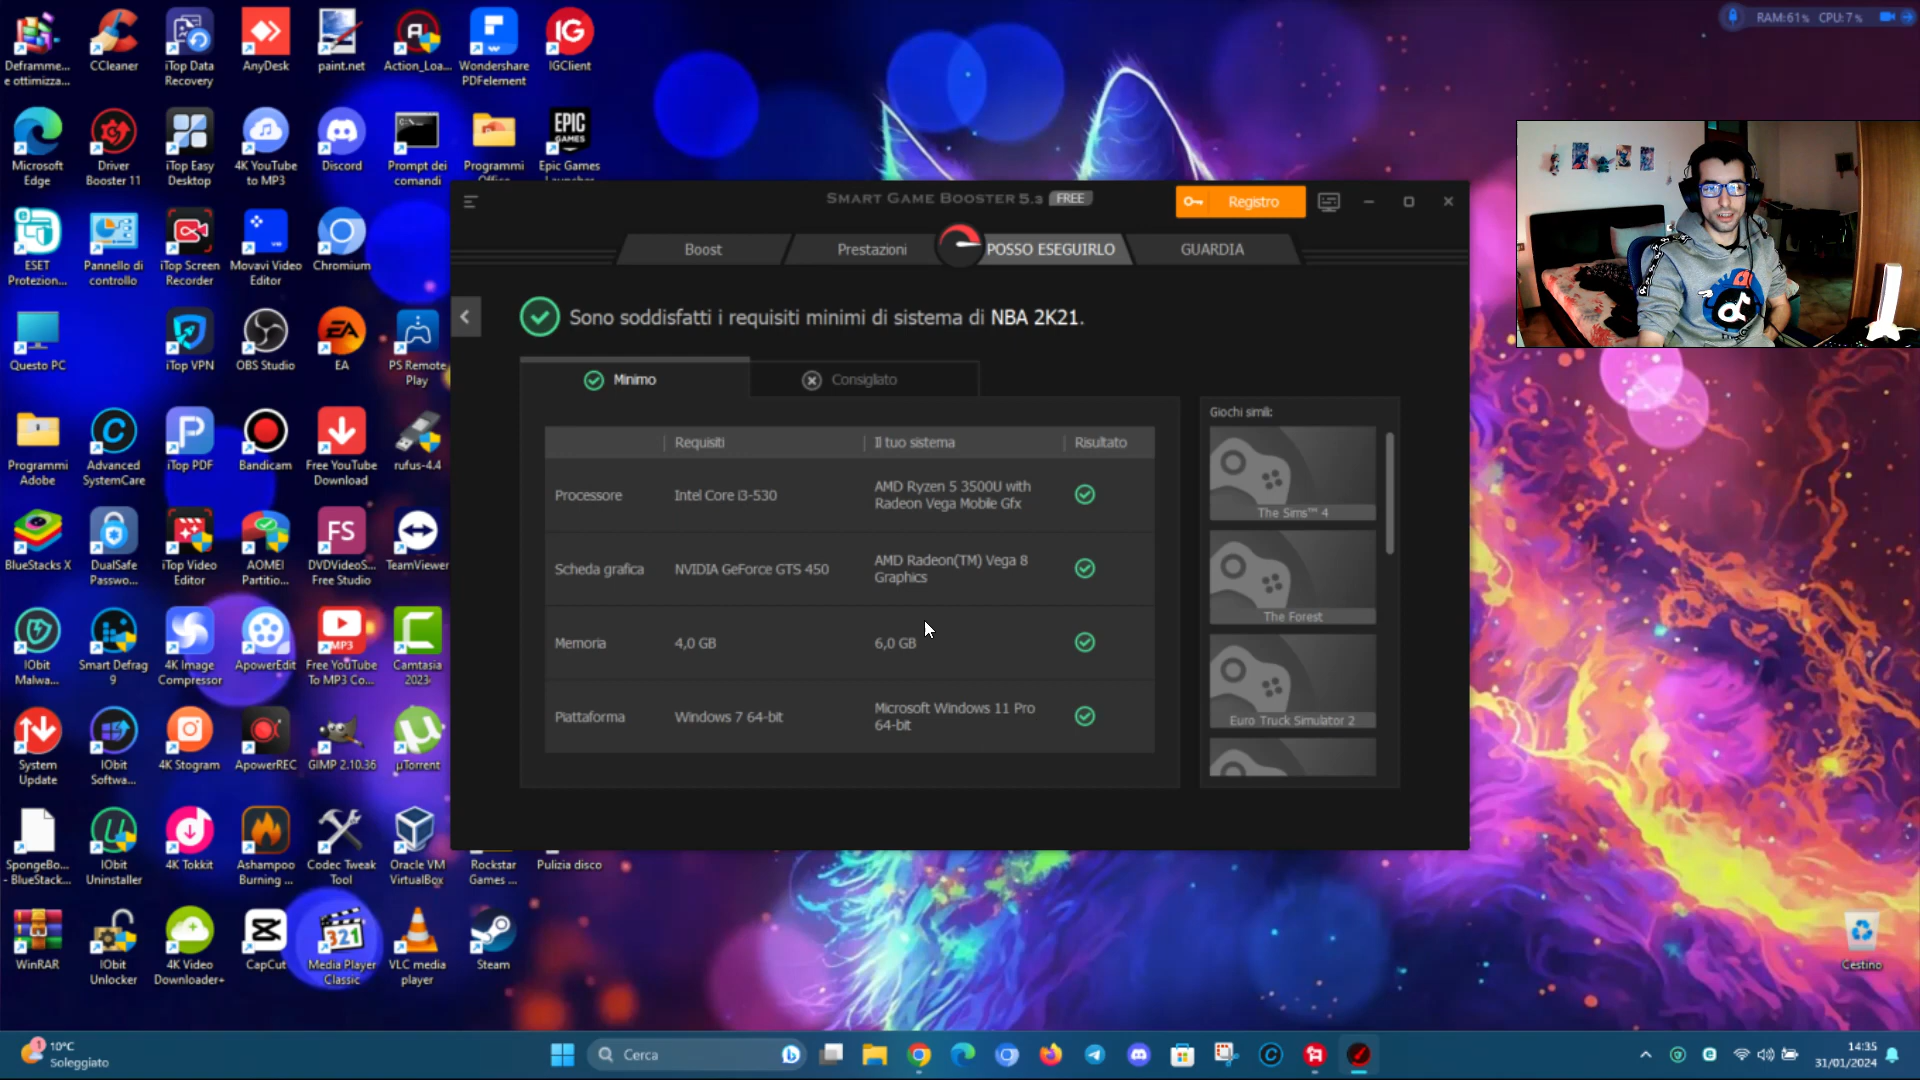 RAM:61% CPU:7%
Deframme...
e ottimizza...
CCleaner
iTop Data
Recovery
AnyDesk
paint.net
Action_Loa...
Wondershare
PDFelement
IGClient
Microsoft
Edge
Driver
Booster 11
iTop Easy
Desktop
4K YouTube
to MP3
Discord
Prompt dei
comandi
Programmi
EPIC
GAMES
Epic Games
SMART GAME BOOSTER 5.3 FREE
Registro
Boost
Prestazioni
POSSO ESEGUIRLO
GUARDIA
ESET
Protezion...
Pannello di
controllo
iTop Screen
Recorder
Movavi Video
Editor
Chromium
Sono soddisfatti i requisiti minimi di sistema di NBA 2K21.
Questo PC
iTop VPN
OBS Studio
EA
PS Remote
Play
Minimo
Consigliato
Giochi simili:
Requisiti
Il tuo sistema
Risultato
Processore
Intel Core i3-530
AMD Ryzen 5 3500U with
Radeon Vega Mobile Gfx
Scheda grafica
NVIDIA GeForce GTS 450
AMD Radeon(TM) Vega 8
Graphics
Memoria
4,0 GB
6,0 GB
Piattaforma
Windows 7 64-bit
Microsoft Windows 11 Pro
64-bit
The Sims™ 4
The Forest
Euro Truck Simulator 2
Programmi
Adobe
Advanced
SystemCare
iTop PDF
Bandicam
Free YouTube
Download
rufus-4.4
BlueStacks X
DualSafe
Passwo...
iTop Video
Editor
AOMEI
Partitio...
FS
DVDVideoS...
Free Studio
TeamViewer
IObit
Malwa...
Smart Defrag
9
4K Image
Compressor
ApowerEdit
MP3
Free YouTube
To MP3 Co...
Camtasia
2023
System
Update
IObit
Softwa...
4K Stogram
ApowerREC
GIMP 2.10.36
µTorrent
SpongeBo...
- BlueStack...
IObit
Uninstaller
4K Tokkit
Ashampoo
Burning ...
Codec Tweak
Tool
Oracle VM
VirtualBox
Rockstar
Games ...
Pulizia disco
WinRAR
IObit
Unlocker
4K Video
Downloader+
CapCut
321
Media Player
Classic
VLC media
player
Steam
Cestino
1
10°C
Soleggiato
Cerca
14:35
31/01/2024